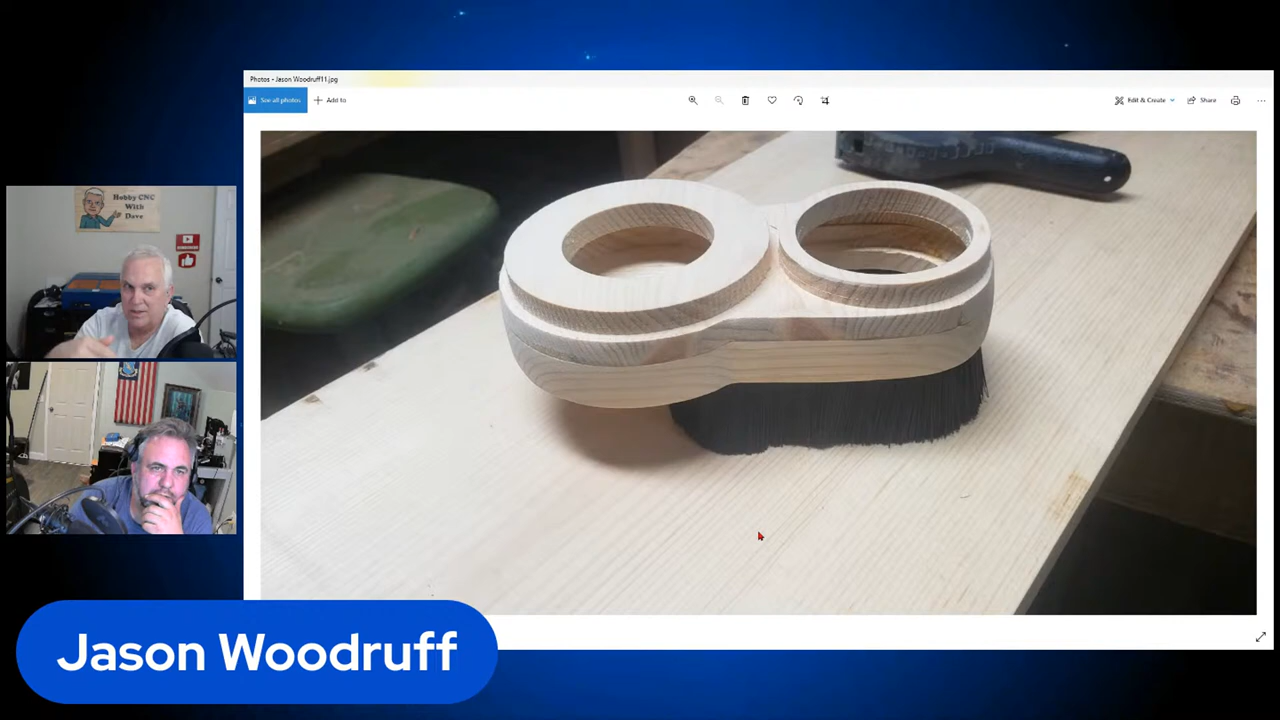 Photos - Jason Woodruff11.jpg
See all photos
Add to
Edit & Create
Share
Hobby CNC
With
Dave
Jason Woodruff